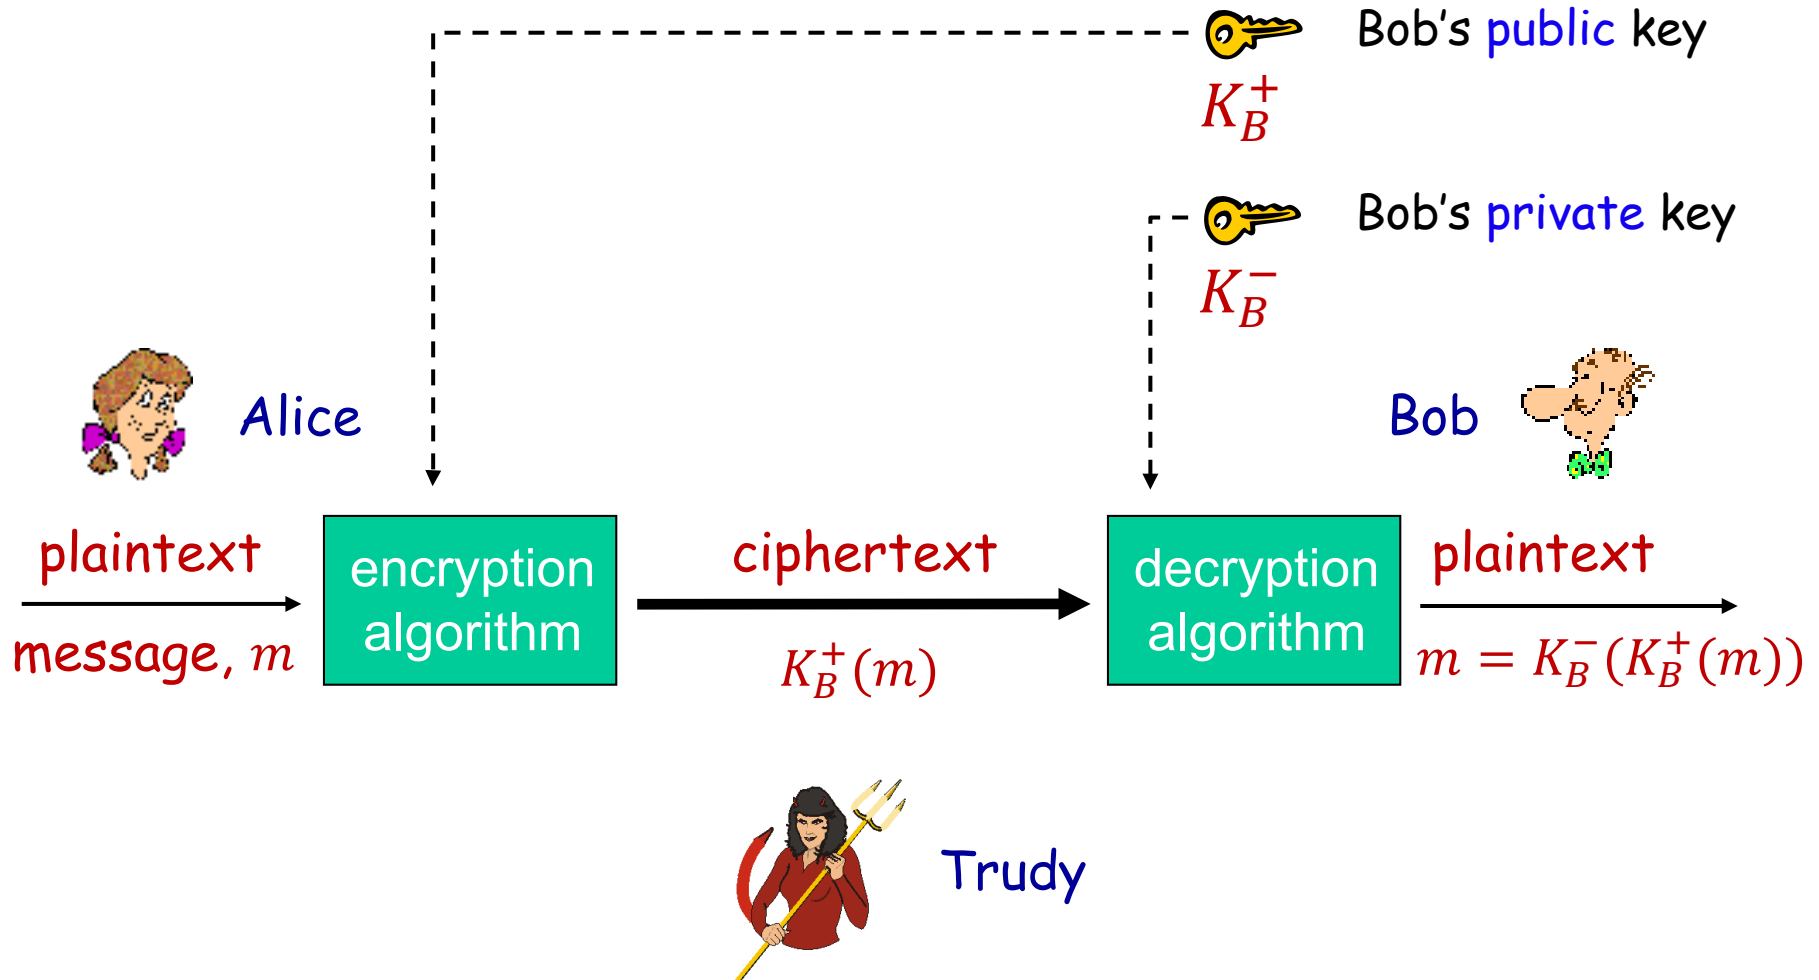 Bob's public key
$K_B^+$
Bob's private key
$K_B^-$
Alice
Bob
plaintext
message, $m$
encryption
algorithm
ciphertext
$K_B^+(m)$
decryption
algorithm
plaintext
$m = K_B^-(K_B^+(m))$
Trudy